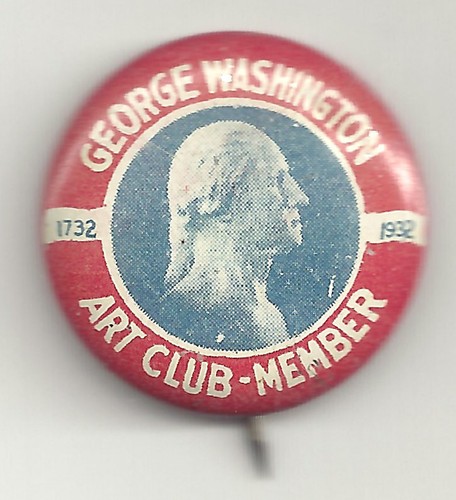 GEORGE WASHINGTON
1732 1932
ART CLUB-MEMBER